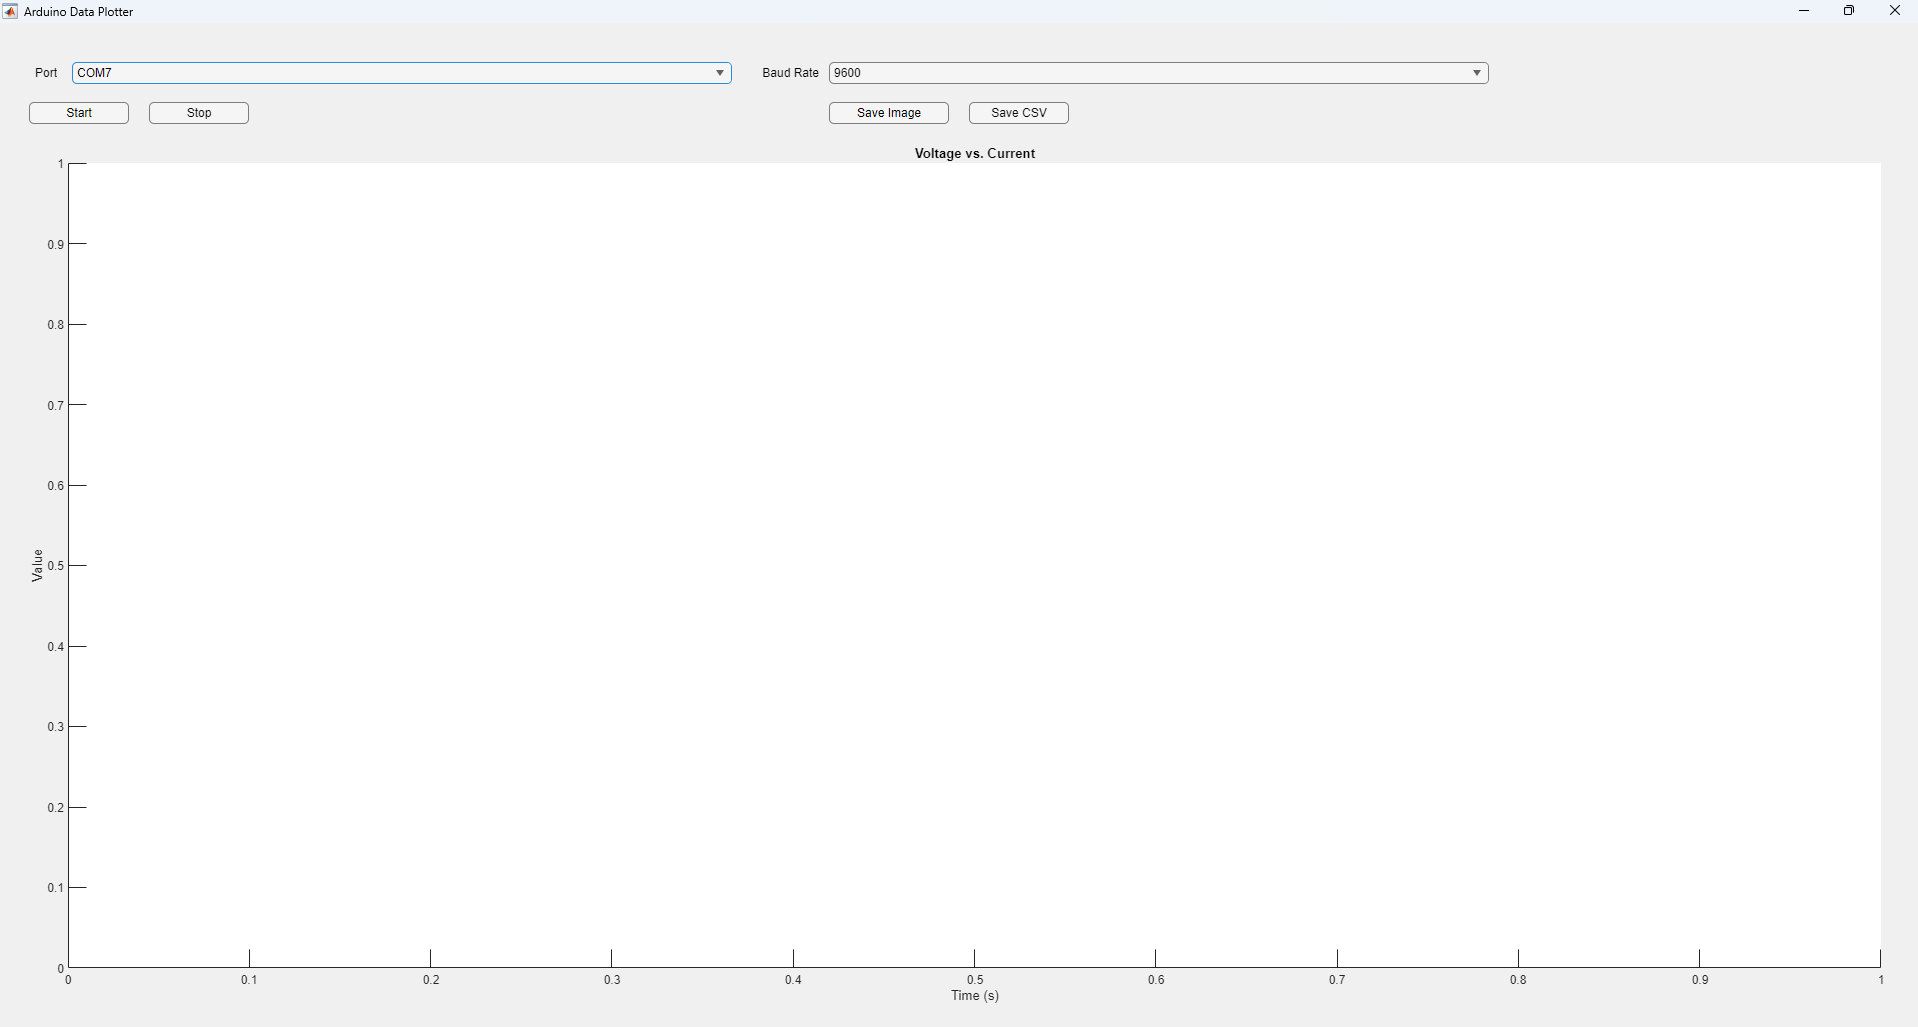 Arduino Data Plotter
Port COM7 Baud Rate 9600
Start Stop Save Image Save CSV
Voltage vs. Current
1
0.9
0.8
0.7
0.6
Value
0.5
0.4
0.3
0.2
0.1
0
0 0.1 0.2 0.3 0.4 0.5 0.6 0.7 0.8 0.9 1
Time (s)